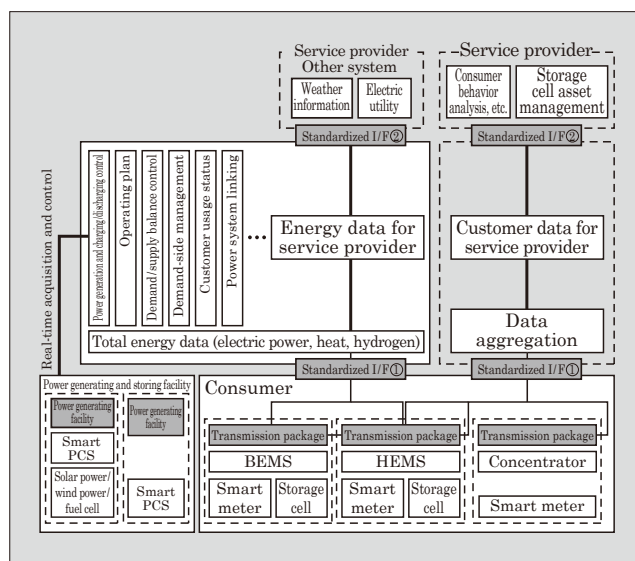 Service provider
Other system
Weather
information
Electric
utility
Service provider
Consumer
behavior
analysis, etc.
Storage
cell asset
management
Standardized I/F②
Standardized I/F②
Real-time acquisition and control
Power generation and charging/discharging control
Operating plan
Demand/supply balance control
Demand-side management
Customer usage status
Power system linking
...
Energy data for
service provider
Customer data for
service provider
Total energy data (electric power, heat, hydrogen)
Data
aggregation
Standardized I/F①
Standardized I/F①
Power generating and storing facility
Power generating
facility
Smart
PCS
Solar power/
wind power/
fuel cell
Power generating
facility
Smart
PCS
Consumer
Transmission package
BEMS
Smart
meter
Storage
cell
Transmission package
HEMS
Smart
meter
Storage
cell
Transmission package
Concentrator
Smart meter